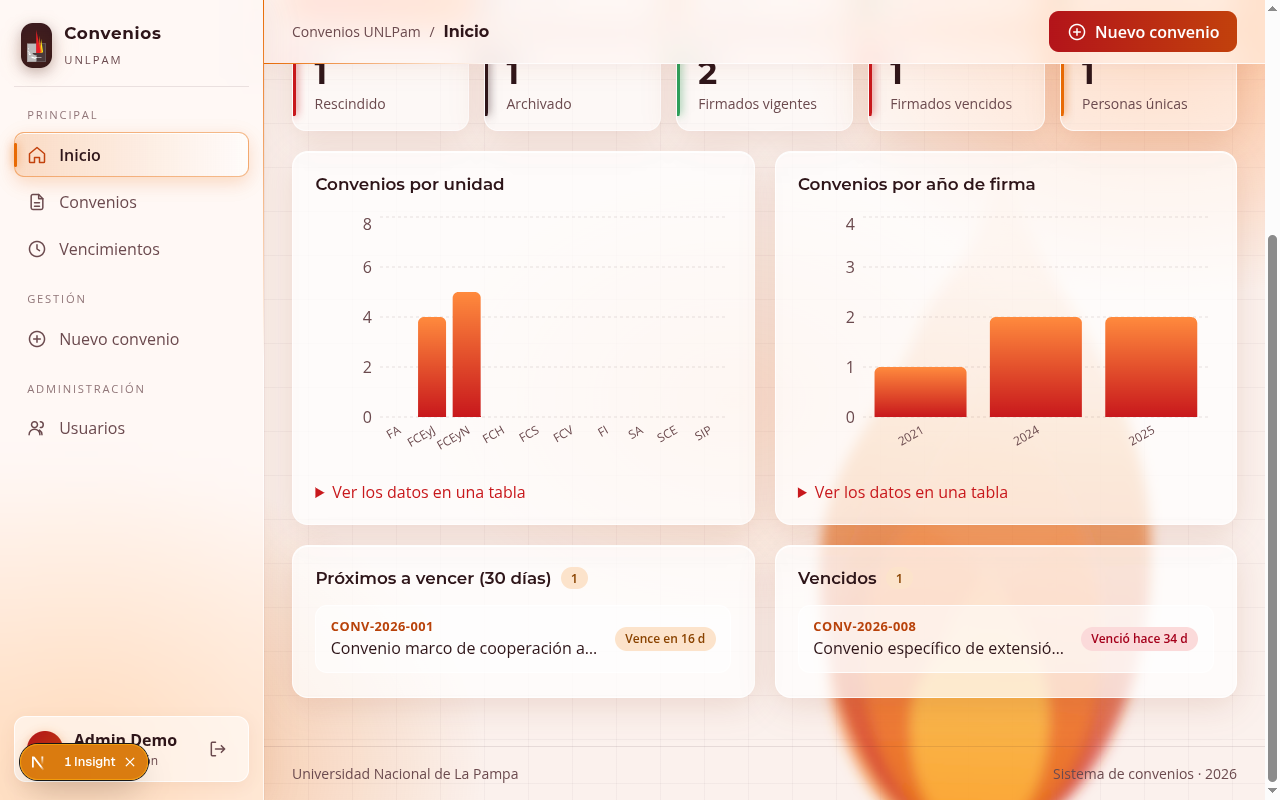 Convenios
UNLPAM
PRINCIPAL
Inicio
Convenios
Vencimientos
GESTIÓN
Nuevo convenio
ADMINISTRACIÓN
Usuarios
Admin Demo
ón
1 Insight
Convenios UNLPam / Inicio
Nuevo convenio
1
Rescindido
1
Archivado
2
Firmados vigentes
1
Firmados vencidos
1
Personas únicas
Convenios por unidad
8
6
4
2
0
FA FCEyJ FCEyN FCH FCS FCV FI SA SCE SIP
Ver los datos en una tabla
Convenios por año de firma
4
3
2
1
0
2021 2024 2025
Ver los datos en una tabla
Próximos a vencer (30 días) 1
CONV-2026-001
Convenio marco de cooperación a...
Vence en 16 d
Vencidos 1
CONV-2026-008
Convenio específico de extensió...
Venció hace 34 d
Universidad Nacional de La Pampa
Sistema de convenios · 2026